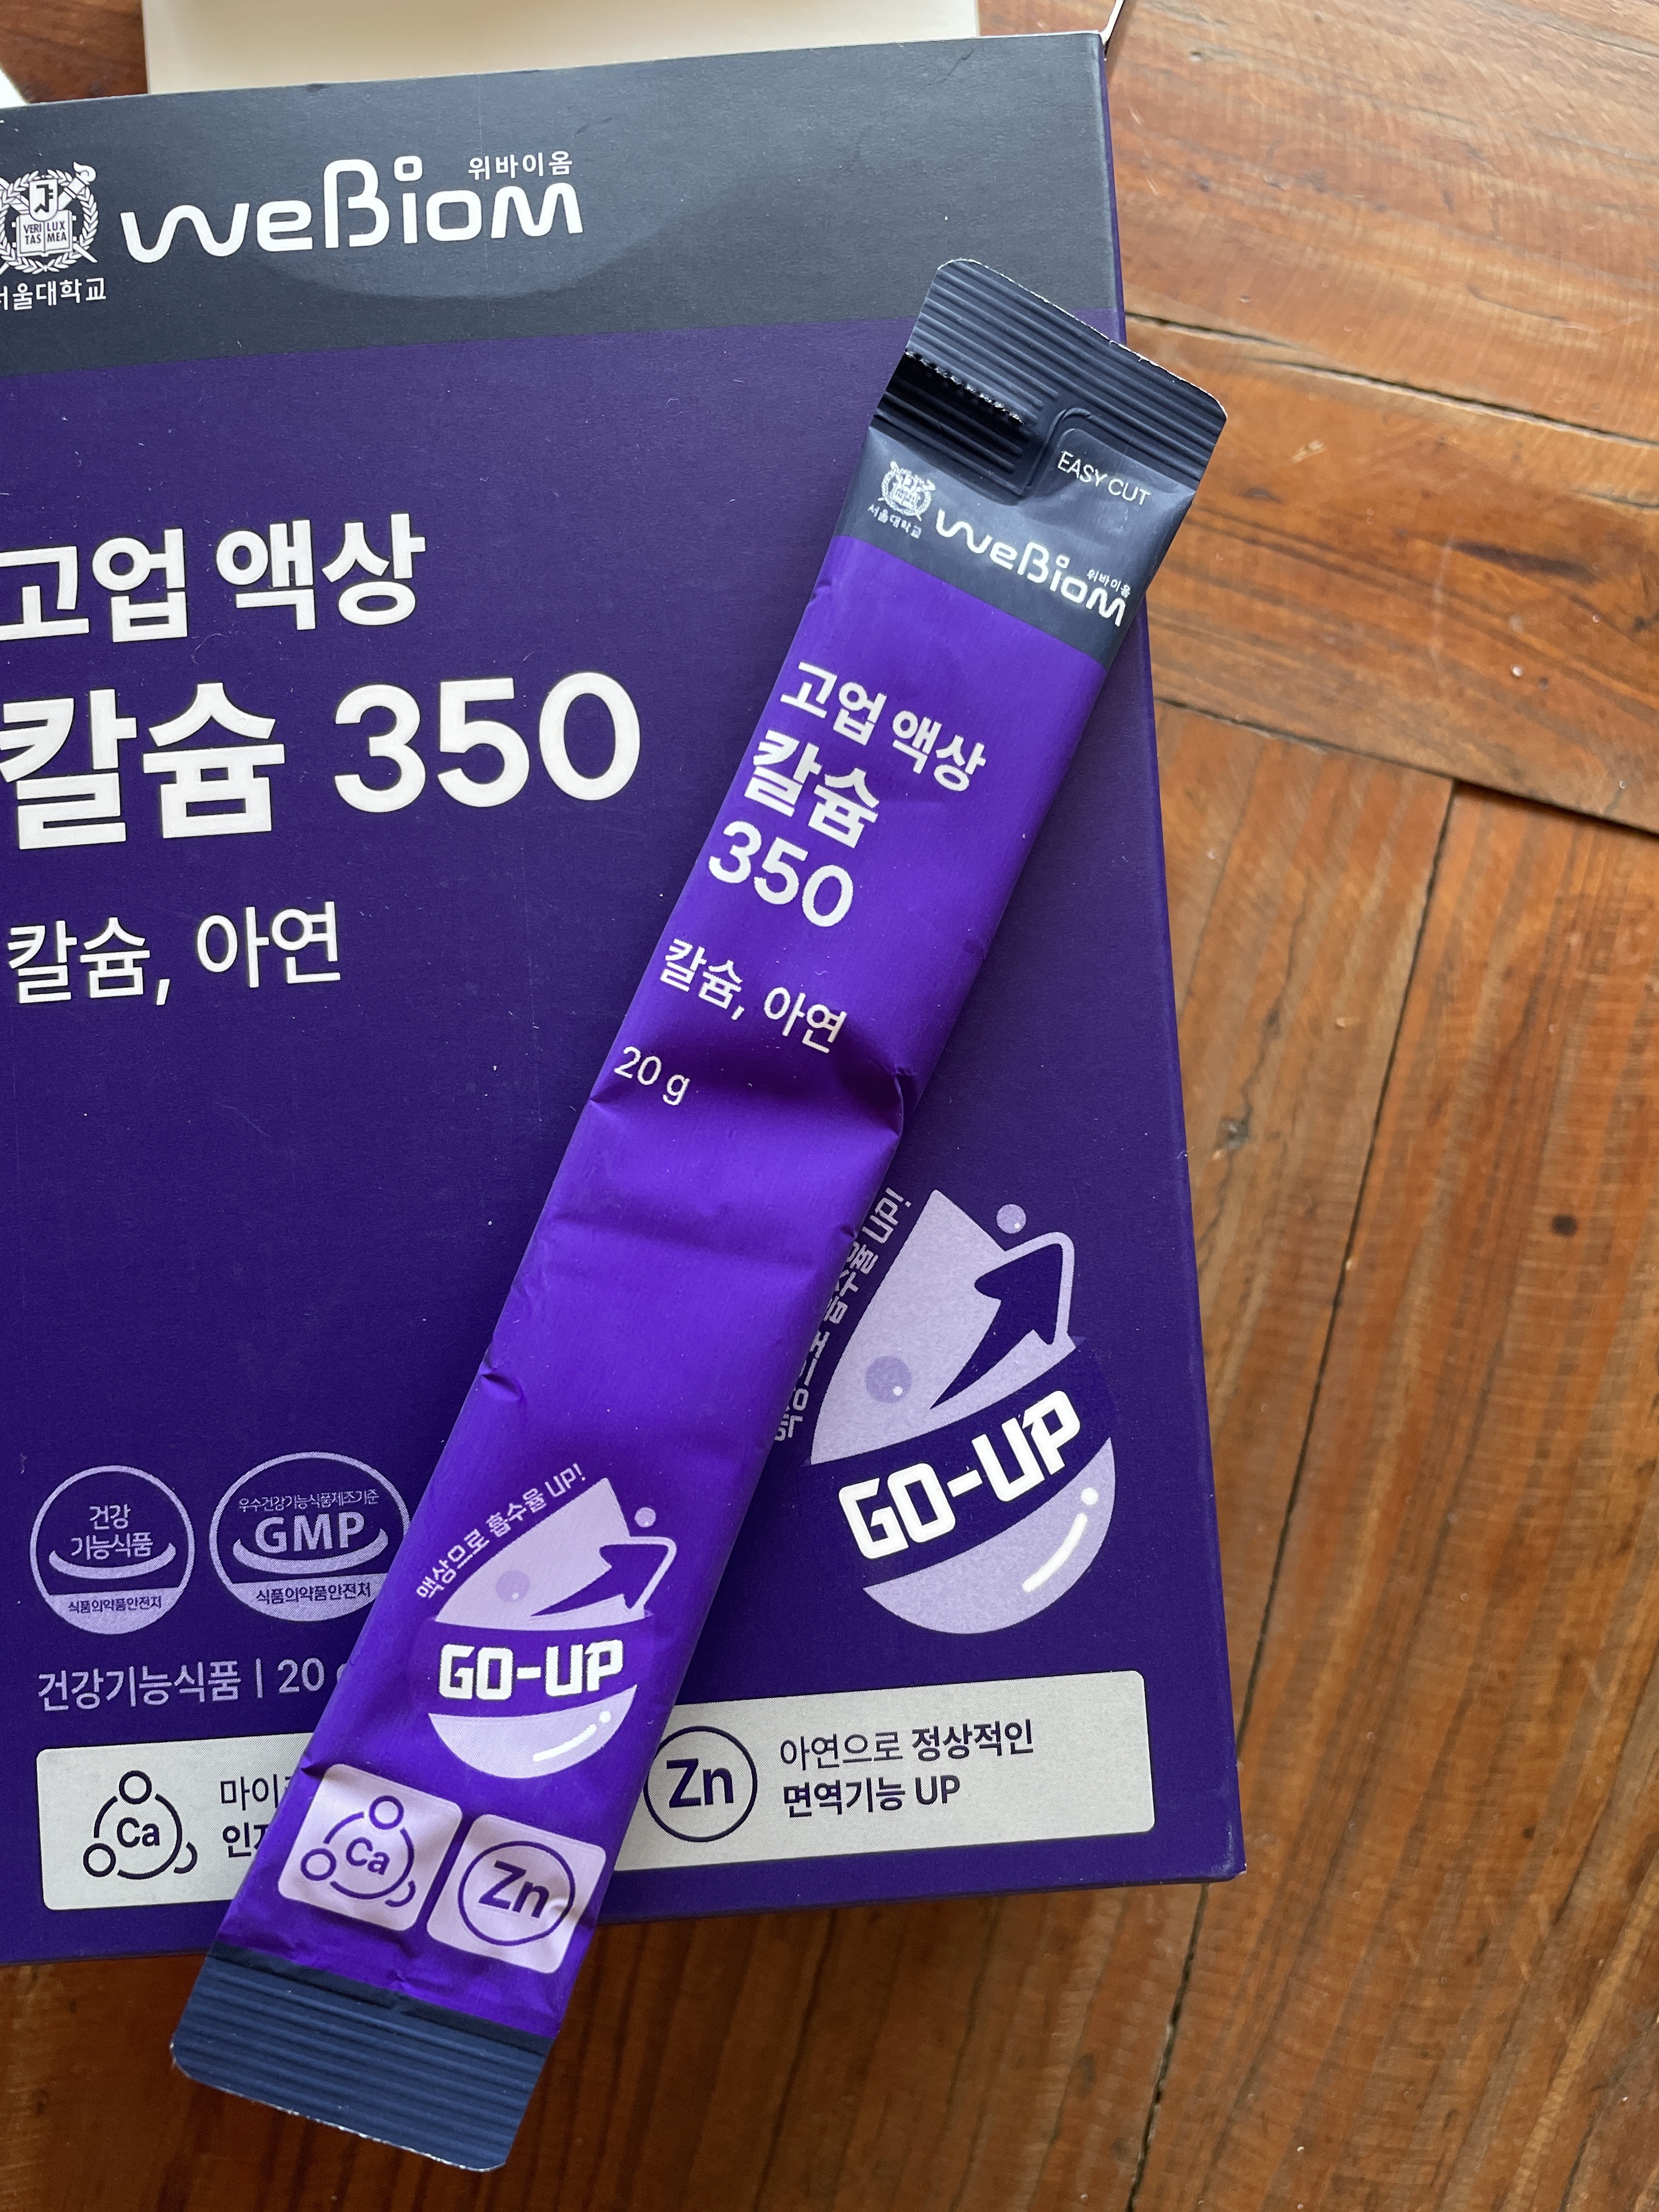 VERI LUX
TAS MEA
서울대학교
위바이옴
WeBiom
고업 액상
칼슘 350
칼슘, 아연
건강
기능식품
식품의약품안전처
우수건강기능식품제조기준
GMP
식품의약품안전처
건강기능식품 | 20
Ca
마이
Zn
아연으로 정상적인
면역기능 UP
UP!
GO-UP
EASY CUT
서울대학교
위바이옴
WeBiom
고업 액상
칼슘
350
칼슘, 아연
20 g
액상으로 흡수율 UP!
GO-UP
Ca
Zn